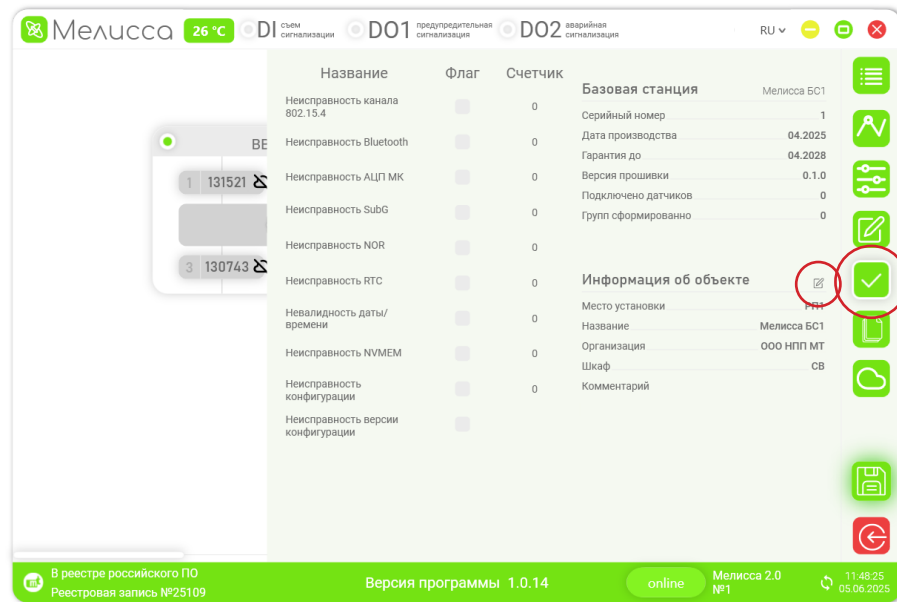 Мелисса 26 °C DI съем сигнализации DO1 предупредительная сигнализация DO2 аварийная сигнализация RU
Название Флаг Счетчик
Неисправность канала
802.15.4 0
Неисправность Bluetooth 0
Неисправность АЦП МК 0
Неисправность SubG 0
Неисправность NOR 0
Неисправность RTC 0
Невалидность даты/
времени 0
Неисправность NVMEM 0
Неисправность
конфигурации 0
Неисправность версии
конфигурации
1 131521
3 130743
Базовая станция Мелисса БС1
Серийный номер 1
Дата производства 04.2025
Гарантия до 04.2028
Версия прошивки 0.1.0
Подключено датчиков 0
Групп сформированно 0
Информация об объекте
Место установки РП1
Название Мелисса БС1
Организация ООО НПП МТ
Шкаф СВ
Комментарий
В реестре российского ПО
Реестровая запись №25109
Версия программы 1.0.14
online
Мелисса 2.0
№1
11:48:25
05.06.2025